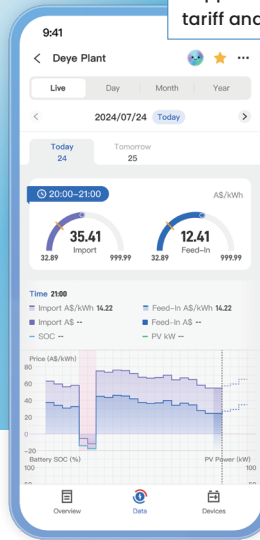 tariff and
9:41
Deye Plant
Live Day Month Year
2024/07/24 Today
Today Tomorrow
24 25
20:00-21:00 A$/kWh
35.41 12.41
Import Feed-In
32.89 999.99 32.89 999.99
Time 21:00
Import A$/kWh 14.22 Feed-In A$/kWh 14.22
Import A$ -- Feed-In A$ --
SOC -- PV kW --
Price (A$/kWh)
80
60
40
20
0
-20
Battery SOC (%) PV Power (kW)
100 100
Overview Data Devices